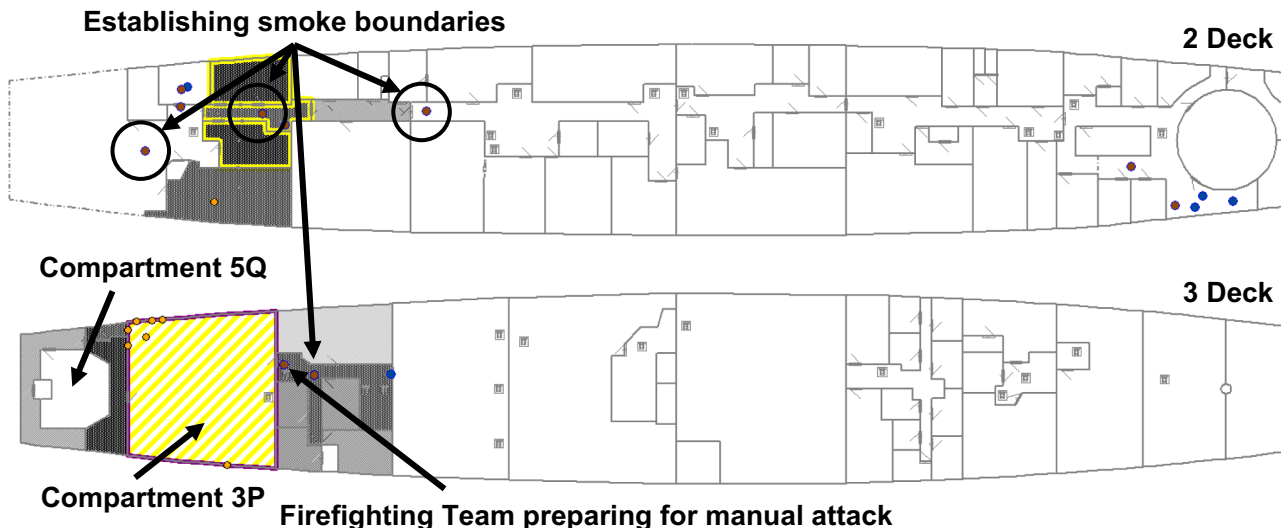 Establishing smoke boundaries
2 Deck
Compartment 5Q
3 Deck
Compartment 3P
Firefighting Team preparing for manual attack